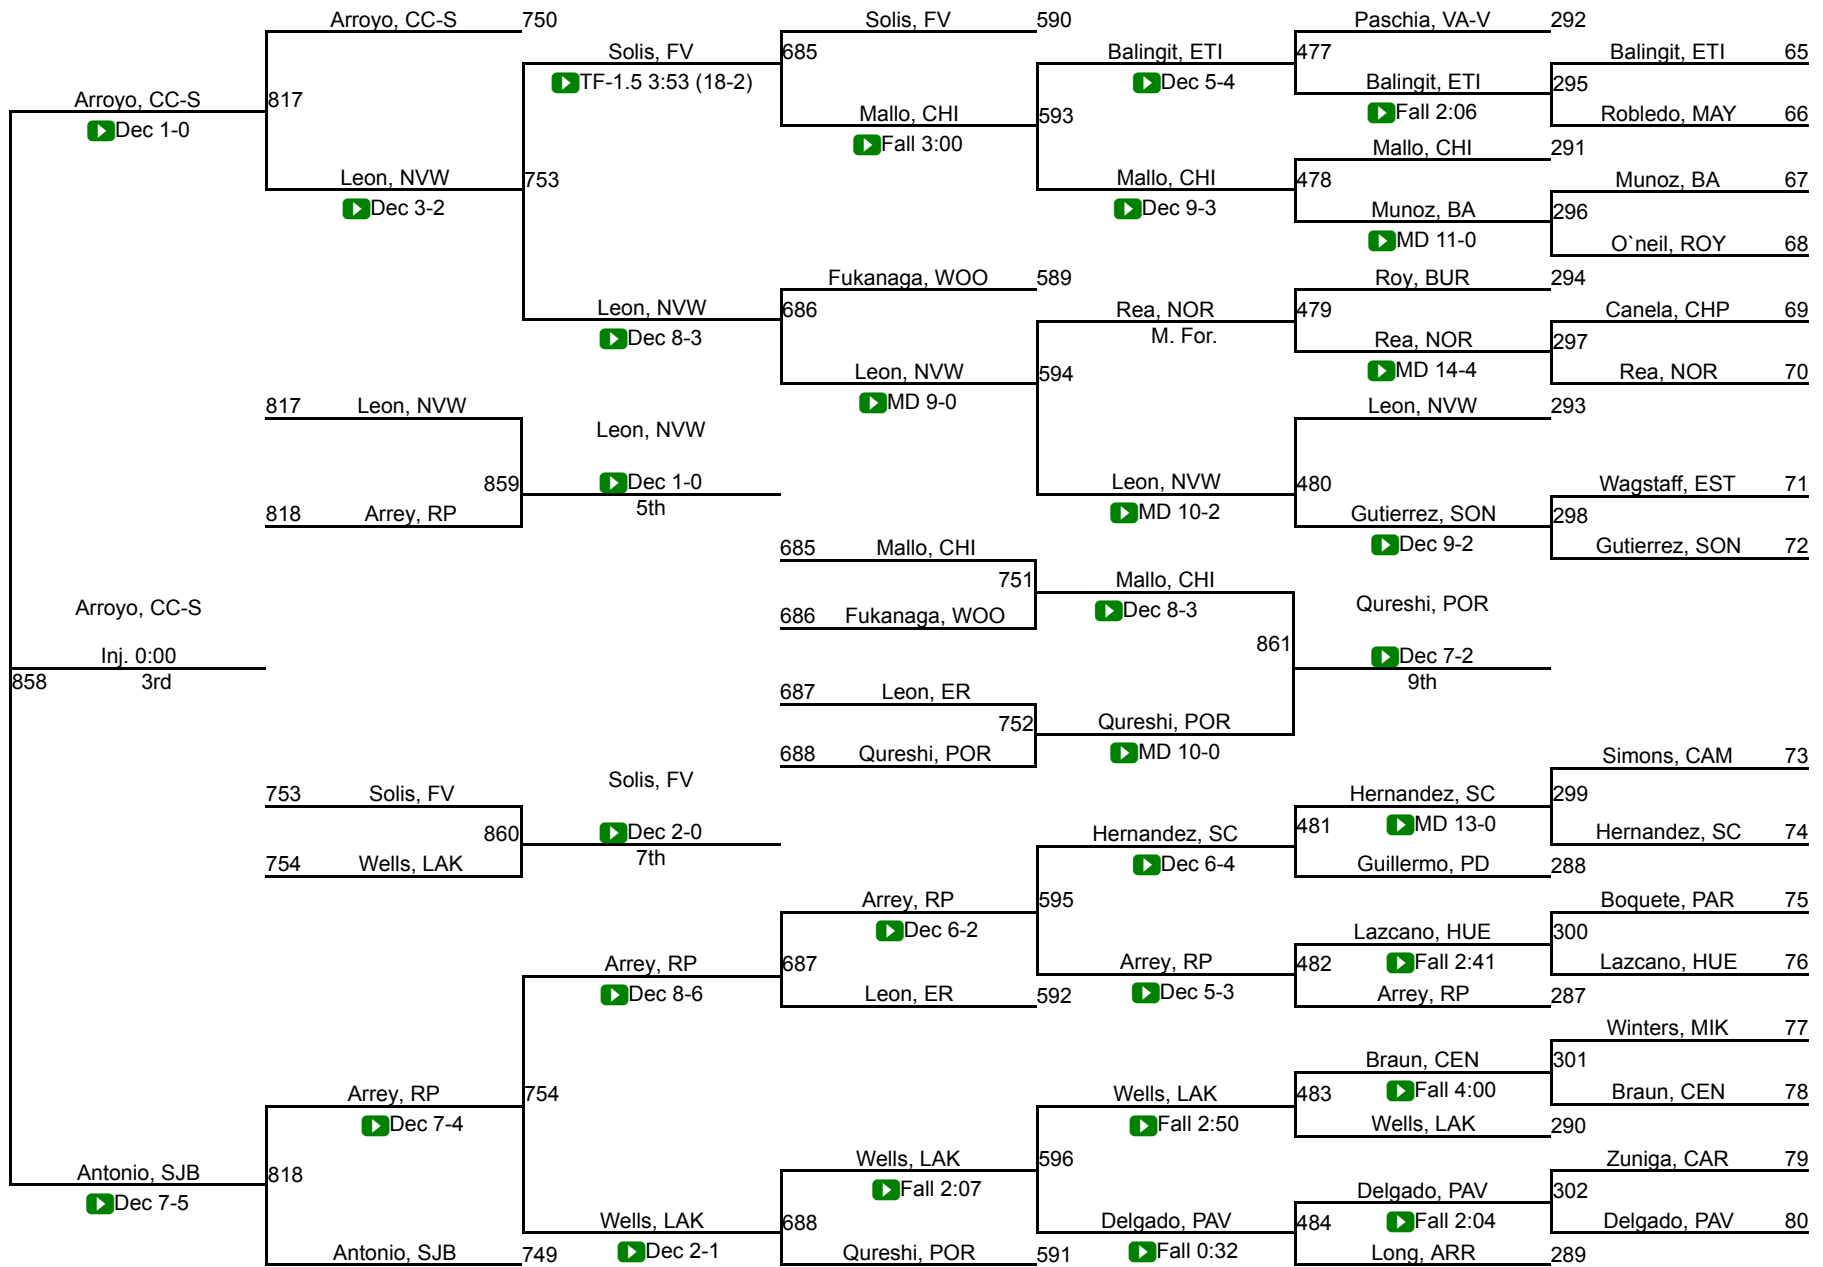 Arroyo, CC-S 750 Solis, FV 590 Paschia, VA-V 292
Solis, FV 685 Balingit, ETI 477 Balingit, ETI 65
TF-1.5 3:53 (18-2) Dec 5-4 Balingit, ETI 295
Arroyo, CC-S 817 Mallo, CHI 593 Fall 2:06 Robledo, MAY 66
Dec 1-0 Fall 3:00 Mallo, CHI 291
Leon, NVW 753 Mallo, CHI 478 Munoz, BA 67
Dec 3-2 Dec 9-3 Munoz, BA 296
MD 11-0 O`neil, ROY 68
Fukanaga, WOO 589 Roy, BUR 294
Leon, NVW 686 Rea, NOR 479 Canela, CHP 69
Dec 8-3 M. For. Rea, NOR 297
Leon, NVW 594 MD 14-4 Rea, NOR 70
817 Leon, NVW MD 9-0 Leon, NVW 293
Leon, NVW
859 Dec 1-0 Leon, NVW 480 Wagstaff, EST 71
818 Arrey, RP 5th MD 10-2 Gutierrez, SON 298
685 Mallo, CHI Dec 9-2 Gutierrez, SON 72
751 Mallo, CHI
Arroyo, CC-S 686 Fukanaga, WOO Dec 8-3 Qureshi, POR
Inj. 0:00 861 Dec 7-2
858 3rd 687 Leon, ER 9th
752 Qureshi, POR
688 Qureshi, POR MD 10-0 Simons, CAM 73
753 Solis, FV Solis, FV Hernandez, SC 299
860 Dec 2-0 Hernandez, SC 481 MD 13-0 Hernandez, SC 74
754 Wells, LAK 7th Dec 6-4 Guillermo, PD 288
Arrey, RP 595 Boquete, PAR 75
Dec 6-2 Lazcano, HUE 300
Arrey, RP 687 Arrey, RP 482 Fall 2:41 Lazcano, HUE 76
Dec 8-6 Leon, ER 592 Dec 5-3 Arrey, RP 287
Winters, MIK 77
Braun, CEN 301
Arrey, RP 754 Wells, LAK 483 Fall 4:00 Braun, CEN 78
Dec 7-4 Fall 2:50 Wells, LAK 290
Antonio, SJB 818 Wells, LAK 596 Zuniga, CAR 79
Dec 7-5 Fall 2:07 Delgado, PAV 302
Wells, LAK 688 Delgado, PAV 484 Fall 2:04 Delgado, PAV 80
Antonio, SJB 749 Dec 2-1 Qureshi, POR 591 Fall 0:32 Long, ARR 289